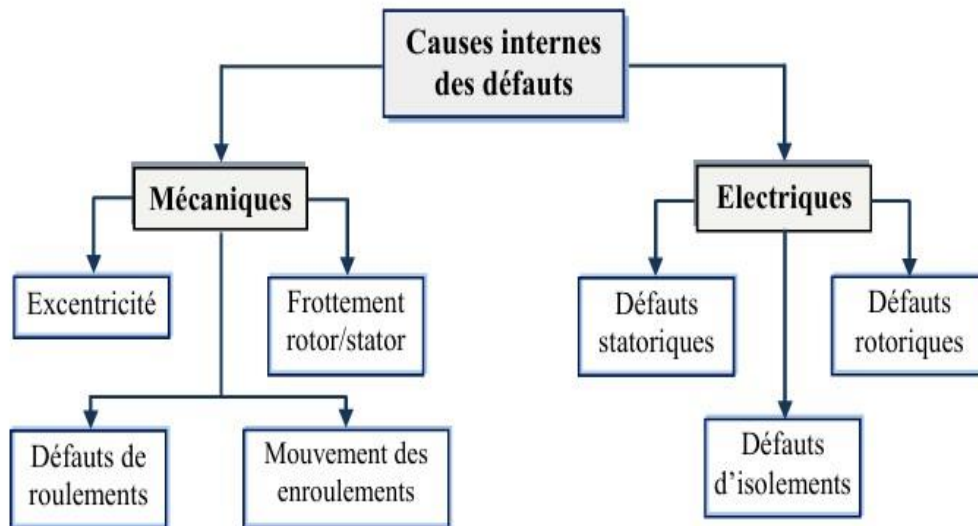 Causes internes
des défauts
Mécaniques
Electriques
Excentricité
Frottement
rotor/stator
Défauts
statoriques
Défauts
rotoriques
Défauts de
roulements
Mouvement des
enroulements
Défauts
d’isolements